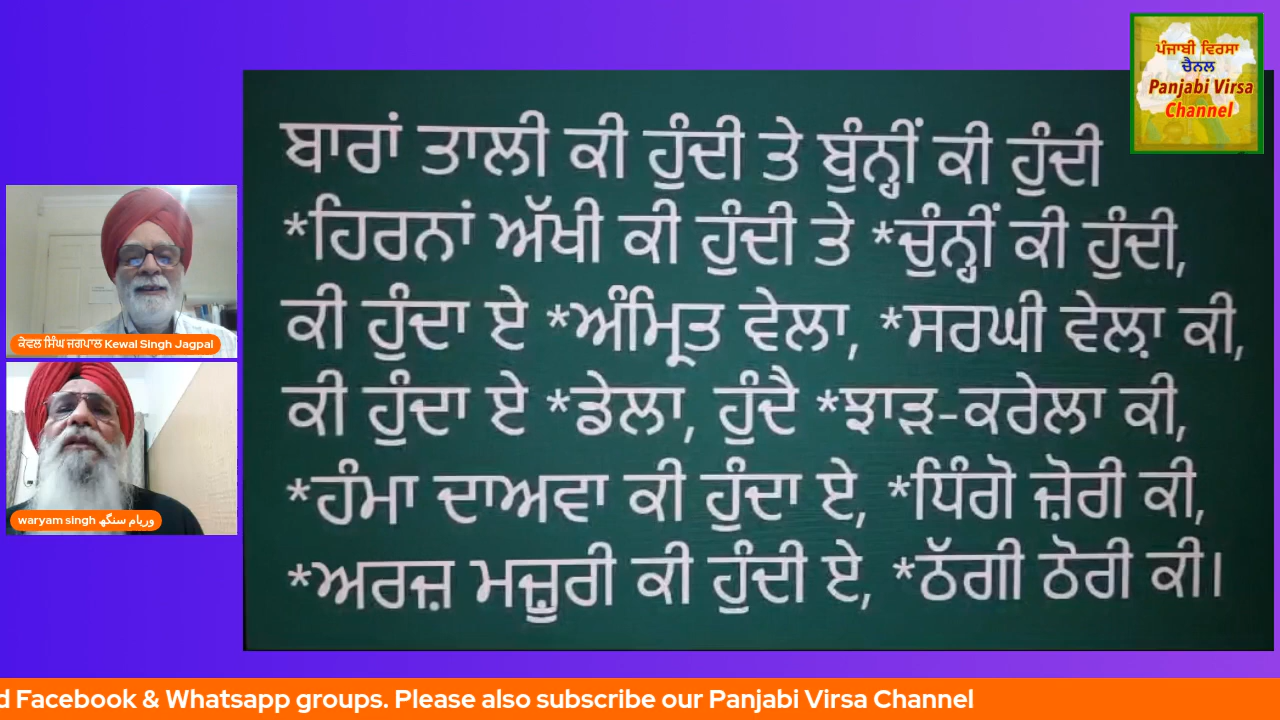 ਪੰਜਾਬੀ ਵਿਰਸਾ
ਚੈਨਲ
Panjabi Virsa
Channel
ਬਾਰਾਂ ਤਾਲੀ ਕੀ ਹੁੰਦੀ ਤੇ ਬੁੰਨ੍ਹੀਂ ਕੀ ਹੁੰਦੀ
*ਹਿਰਨਾਂ ਅੱਖੀ ਕੀ ਹੁੰਦੀ ਤੇ *ਚੁੰਨ੍ਹੀਂ ਕੀ ਹੁੰਦੀ,
ਕੀ ਹੁੰਦਾ ਏ *ਅੰਮ੍ਰਿਤ ਵੇਲਾ, *ਸਰਘੀ ਵੇਲਾ਼ ਕੀ,
ਕੀ ਹੁੰਦਾ ਏ *ਡੇਲਾ, ਹੁੰਦੈ *ਝਾੜ-ਕਰੇਲਾ ਕੀ,
*ਹੰਮਾ ਦਾਅਵਾ ਕੀ ਹੁੰਦਾ ਏ, *ਧਿੰਗੋ ਜ਼ੋਰੀ ਕੀ,
*ਅਰਜ਼ ਮਜ਼ੂਰੀ ਕੀ ਹੁੰਦੀ ਏ, *ਠੱਗੀ ਠੋਰੀ ਕੀ।
ਕੇਵਲ ਸਿੰਘ ਜਗਪਾਲ Kewal Singh Jagpal
waryam singh وریام سنگھ
d Facebook & Whatsapp groups. Please also subscribe our Panjabi Virsa Channel